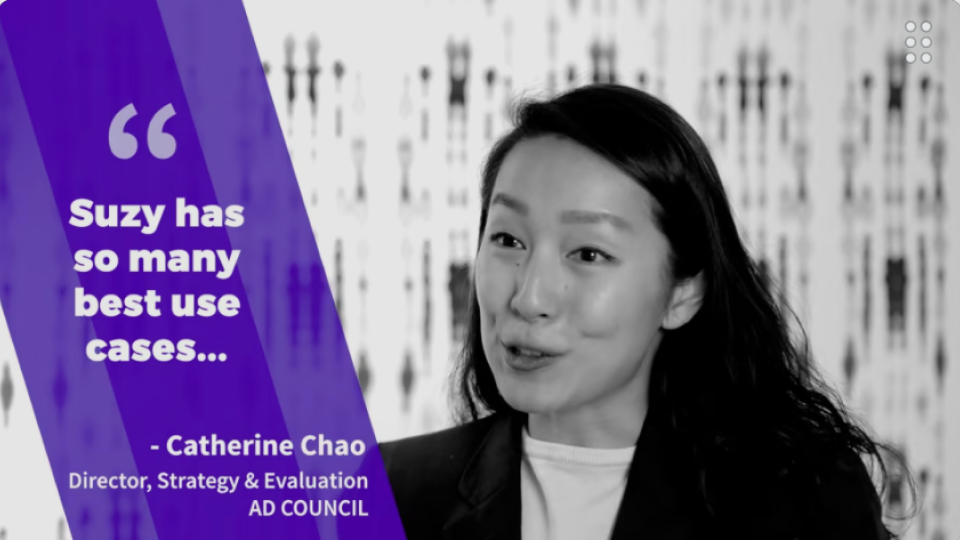 “
Suzy has
so many
best use
cases...
- Catherine Chao
Director, Strategy & Evaluation
AD COUNCIL